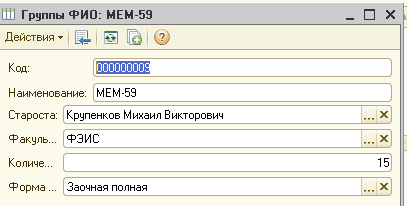 Группы ФИО: МЕМ-59
Действия
Код: 000000009
Наименование: МЕМ-59
Староста: Крупенков Михаил Викторович ...
Факуль... ФЭИС ...
Количе... 15
Форма ... Заочная полная ...